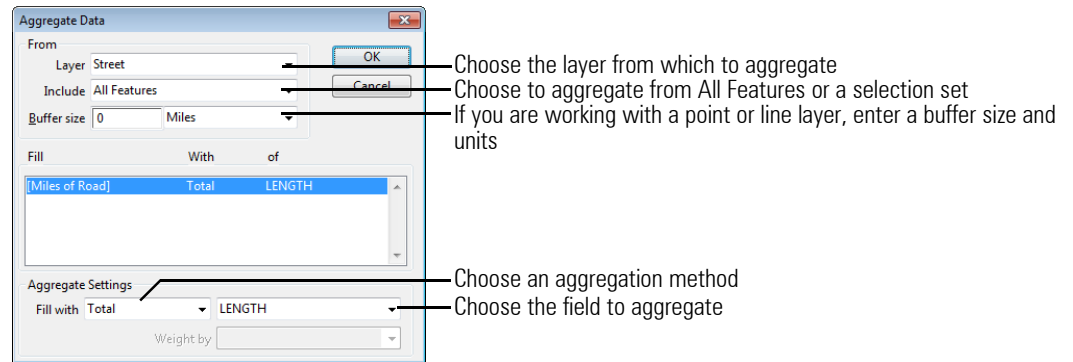 Aggregate Data
From
Layer Street
OK
Choose the layer from which to aggregate
Include All Features
Cancel
Choose to aggregate from All Features or a selection set
Buffer size 0 Miles
If you are working with a point or line layer, enter a buffer size and
units
Fill With of
[Miles of Road] Total LENGTH
Aggregate Settings
Choose an aggregation method
Fill with Total LENGTH
Choose the field to aggregate
Weight by